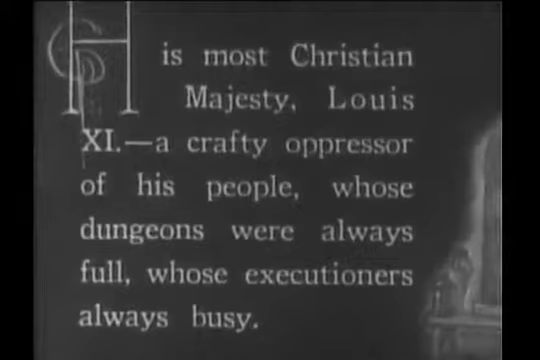 His most Christian
Majesty, Louis
XI.—a crafty oppressor
of his people, whose
dungeons were always
full, whose executioners
always busy.